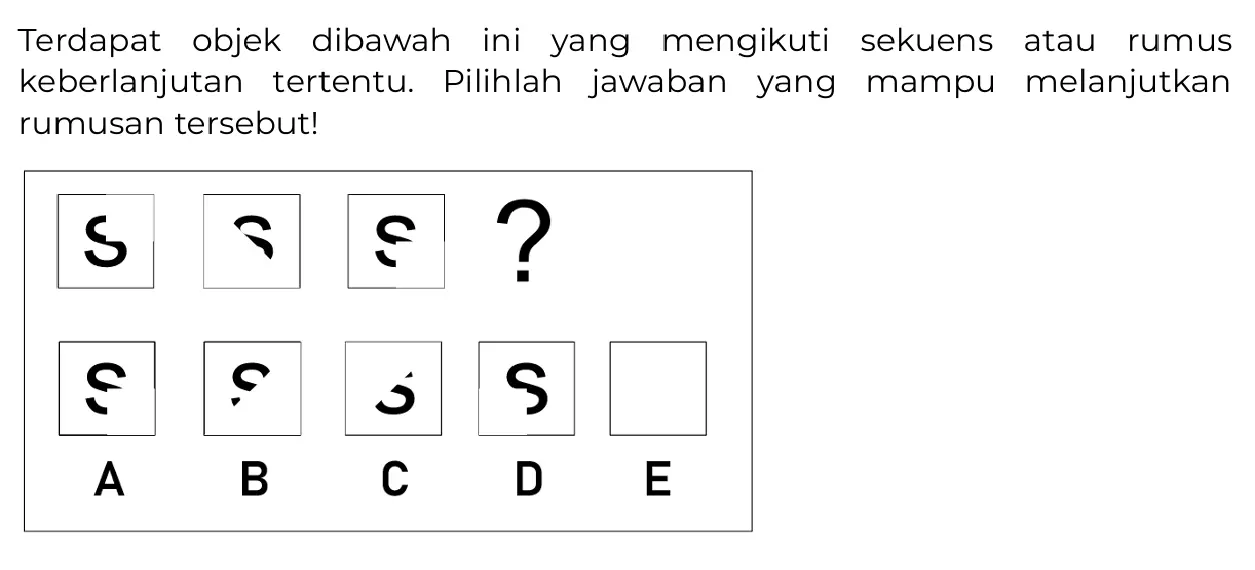 Terdapat objek dibawah ini yang mengikuti sekuens atau rumus
keberlanjutan tertentu. Pilihlah jawaban yang mampu melanjutkan
rumusan tersebut!
?
A B C D E